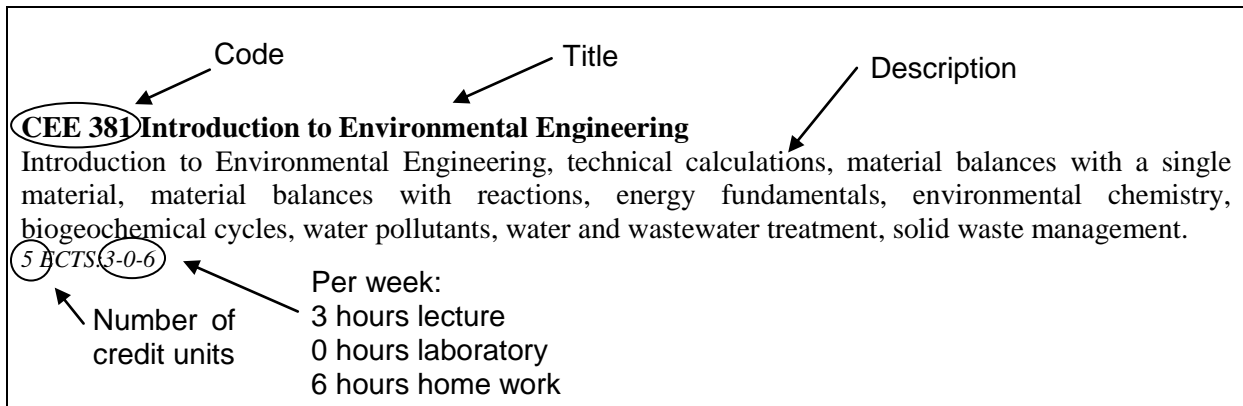 Code
Title
Description
CEE 381 Introduction to Environmental Engineering
Introduction to Environmental Engineering, technical calculations, material balances with a single
material, material balances with reactions, energy fundamentals, environmental chemistry,
biogeochemical cycles, water pollutants, water and wastewater treatment, solid waste management.
5 ECTS:3-0-6
Per week:
3 hours lecture
0 hours laboratory
6 hours home work
Number of
credit units